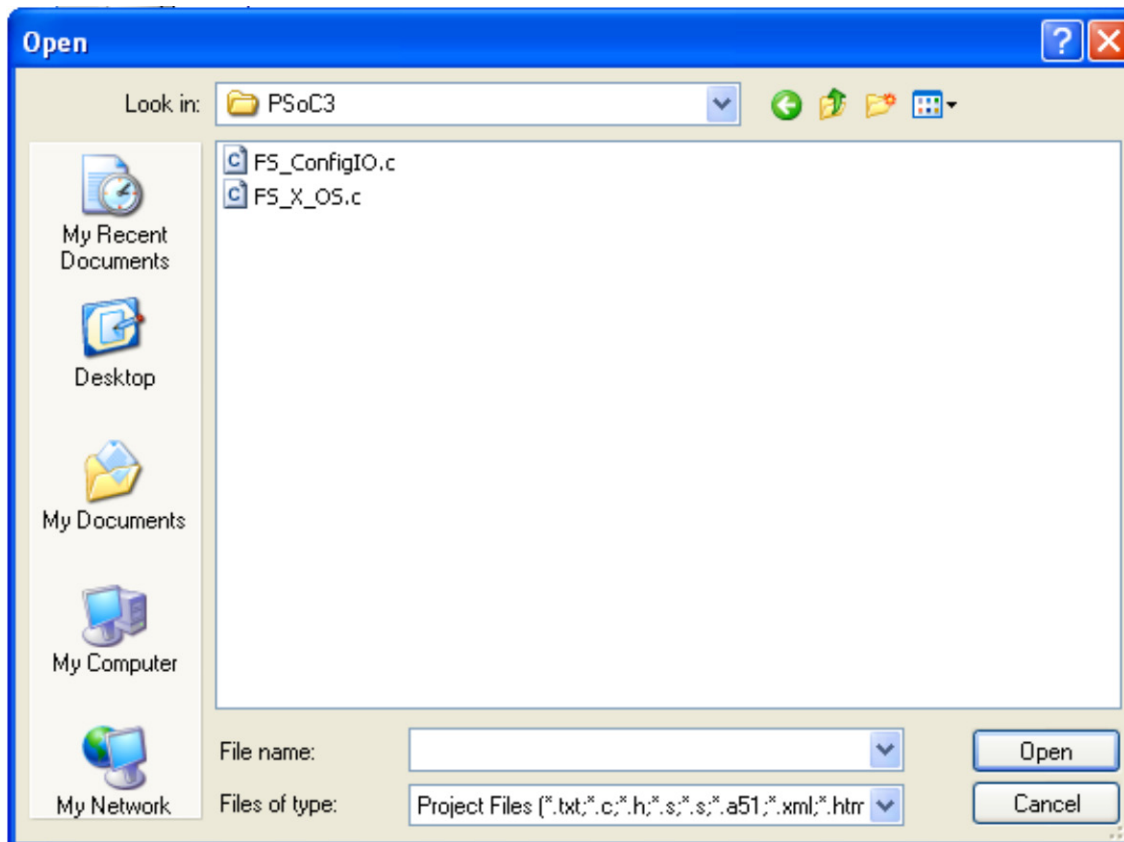 Open
Look in: PSoC3
FS_ConfigIO.c
FS_X_OS.c
My Recent
Documents
Desktop
My Documents
My Computer
My Network
File name:
Open
Files of type: Project Files (*.txt;*.c;*.h;*.s;*.s;*.a51;*.xml;*.htm
Cancel